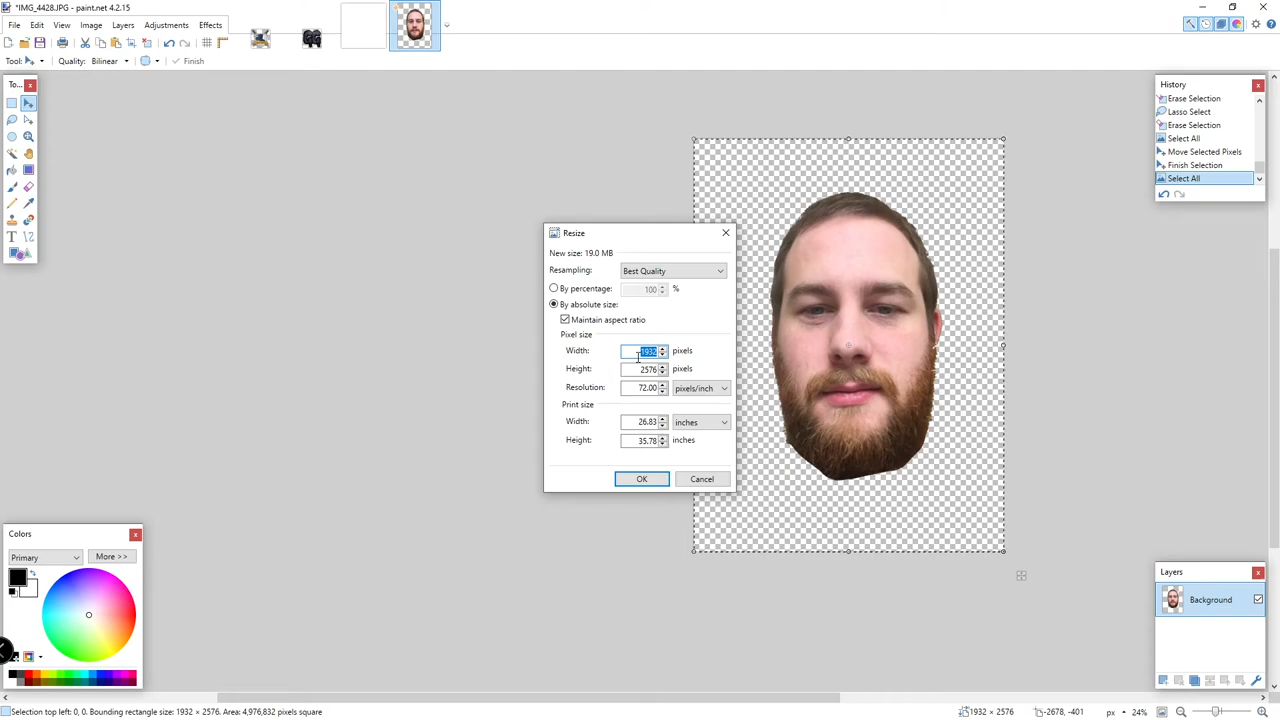 *IMG_4428.JPG - paint.net 4.2.15
File Edit View Image Layers Adjustments Effects
Tool: Quality: Bilinear Finish
To...
History
Erase Selection
Lasso Select
Erase Selection
Select All
Move Selected Pixels
Finish Selection
Select All
Resize
New size: 19.0 MB
Resampling: Best Quality
By percentage: 100 %
By absolute size:
Maintain aspect ratio
Pixel size
Width: 1932 pixels
Height: 2576 pixels
Resolution: 72.00 pixels/inch
Print size
Width: 26.83 inches
Height: 35.78 inches
OK Cancel
Colors
Primary More >>
Layers
Background
Selection top left: 0, 0. Bounding rectangle size: 1932 × 2576. Area: 4,976,832 pixels square
1932 × 2576 -2678, -401 px 24%